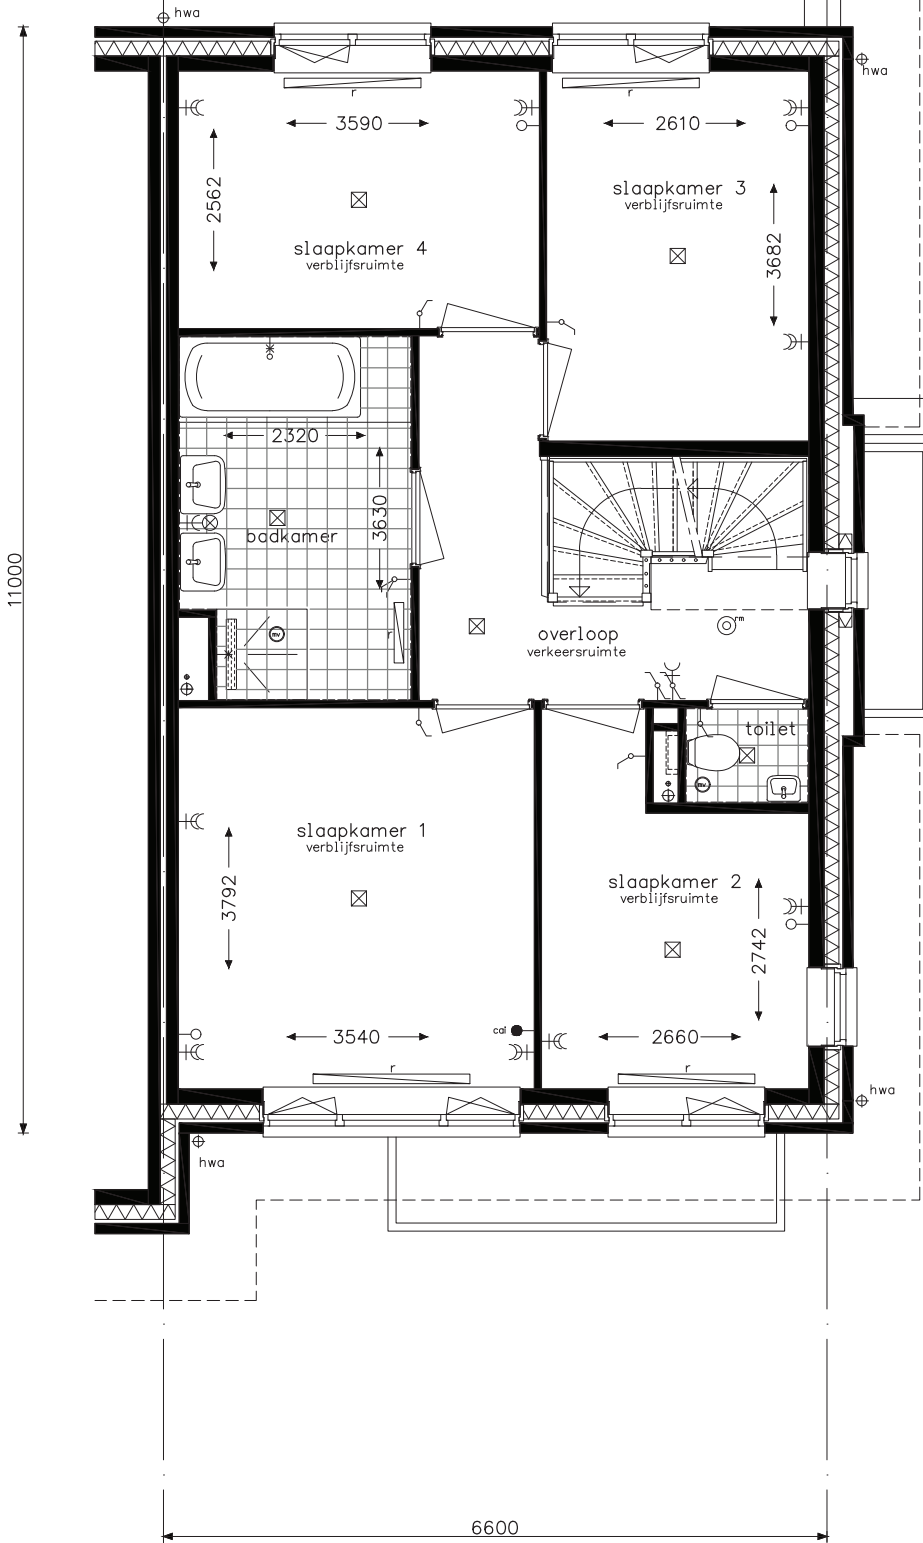 hwa
hwa
r
r
3590
2610
2562
slaapkamer 3
verblijfsruimte
3682
slaapkamer 4
verblijfsruimte
2320
3630
badkamer
11000
r
mv
overloop
verkeersruimte
rm
toilet
mv
slaapkamer 1
verblijfsruimte
3792
slaapkamer 2
verblijfsruimte
2742
cai
3540
2660
r
r
hwa
hwa
6600